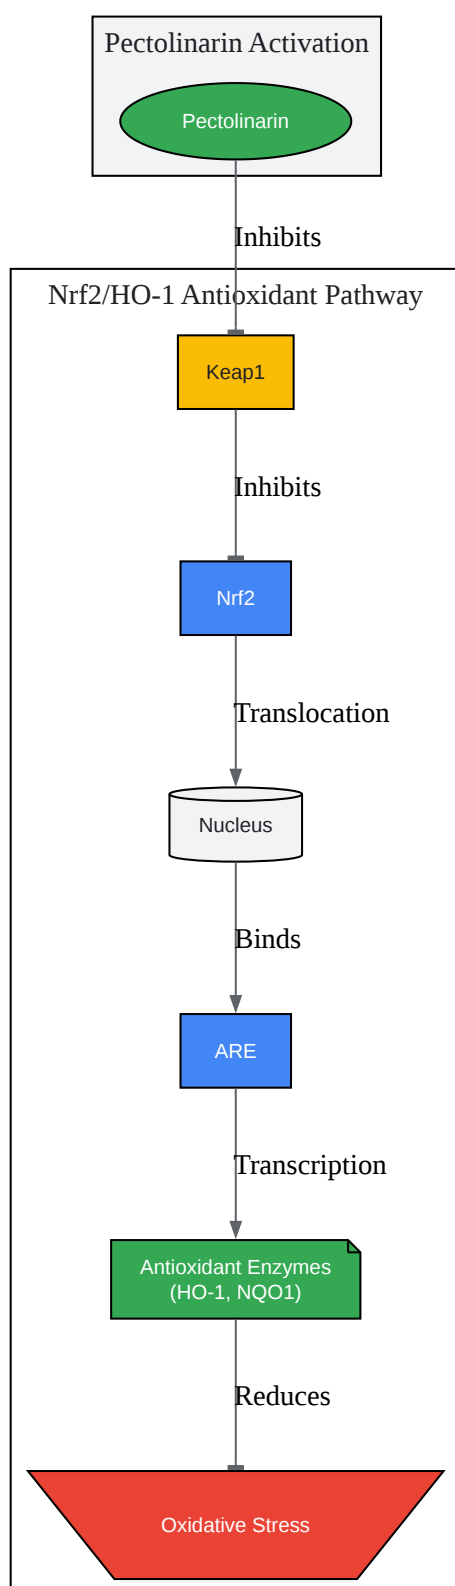 Pectolinarin Activation
Pectolinarin
Inhibits
Nrf2/HO-1 Antioxidant Pathway
Keap1
Inhibits
Nrf2
Translocation
Nucleus
Binds
ARE
Transcription
Antioxidant Enzymes
(HO-1, NQO1)
Reduces
Oxidative Stress